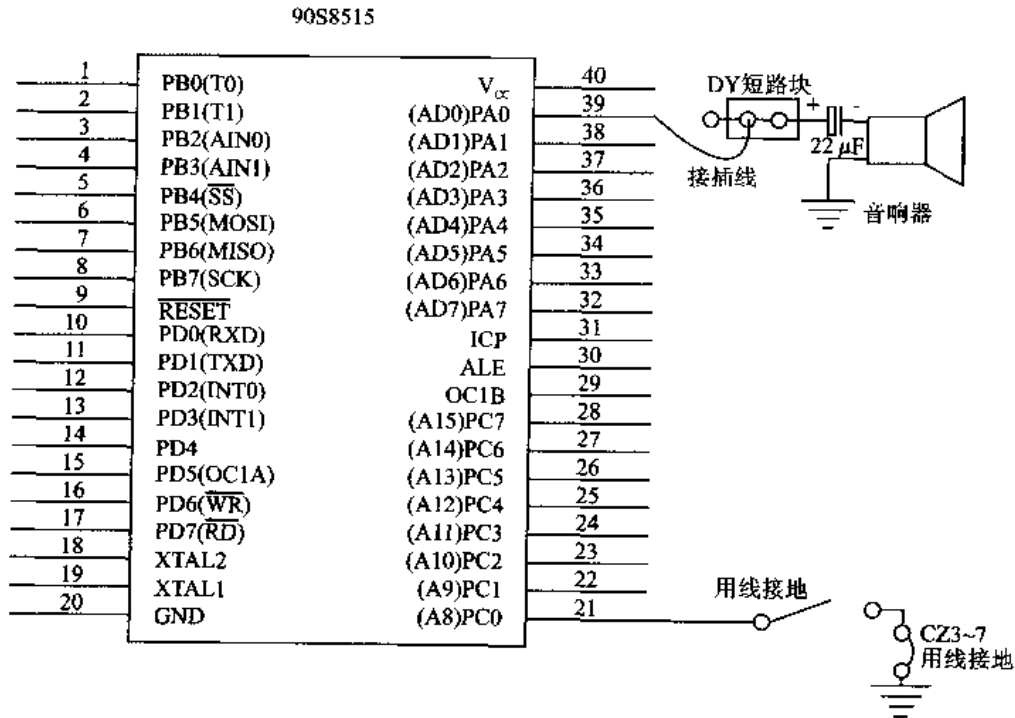 90S8515
1 PB0(T0)
2 PB1(T1)
3 PB2(AIN0)
4 PB3(AIN1)
5 PB4(S̅S̅)
6 PB5(MOSI)
7 PB6(MISO)
8 PB7(SCK)
9 R̅E̅S̅E̅T̅
10 PD0(RXD)
11 PD1(TXD)
12 PD2(INT0)
13 PD3(INT1)
14 PD4
15 PD5(OC1A)
16 PD6(W̅R̅)
17 PD7(R̅D̅)
18 XTAL2
19 XTAL1
20 GND
Vcc 40
(AD0)PA0 39
(AD1)PA1 38
(AD2)PA2 37
(AD3)PA3 36
(AD4)PA4 35
(AD5)PA5 34
(AD6)PA6 33
(AD7)PA7 32
ICP 31
ALE 30
OC1B 29
(A15)PC7 28
(A14)PC6 27
(A13)PC5 26
(A12)PC4 25
(A11)PC3 24
(A10)PC2 23
(A9)PC1 22
(A8)PC0 21
DY短路块
+ -
22 μF
接插线
音响器
用线接地
CZ3~7
用线接地